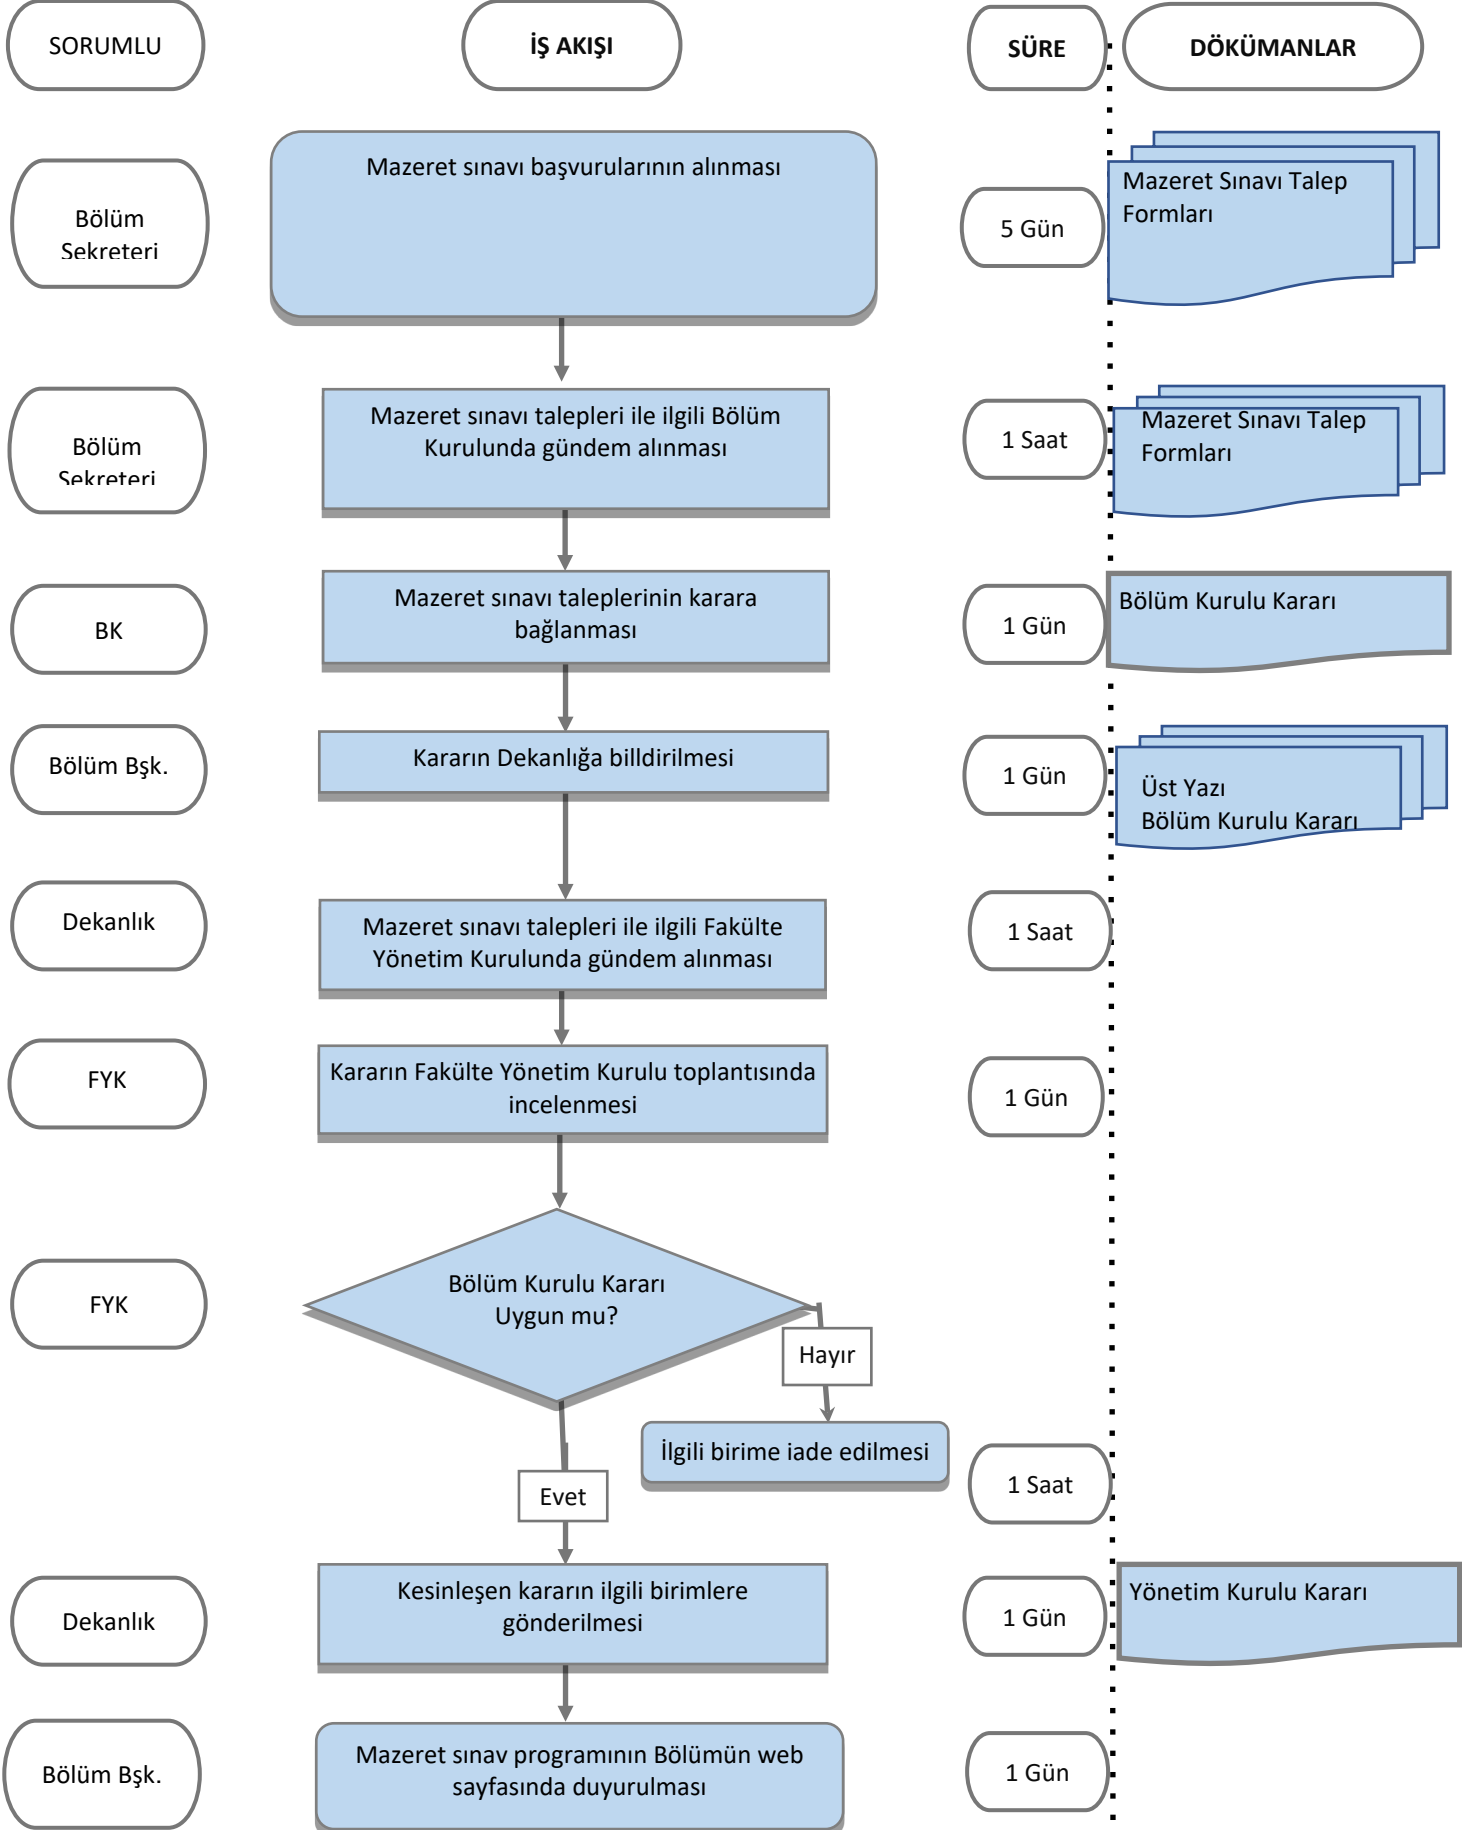 SORUMLU
İŞ AKIŞI
SÜRE
DÖKÜMANLAR
Bölüm
Sekreteri
Mazeret sınavı başvurularının alınması
5 Gün
Mazeret Sınavı Talep
Formları
Bölüm
Sekreteri
Mazeret sınavı talepleri ile ilgili Bölüm
Kurulunda gündem alınması
1 Saat
Mazeret Sınavı Talep
Formları
BK
Mazeret sınavı taleplerinin karara
bağlanması
1 Gün
Bölüm Kurulu Kararı
Bölüm Bşk.
Kararın Dekanlığa billdirilmesi
1 Gün
Üst Yazı
Bölüm Kurulu Kararı
Dekanlık
Mazeret sınavı talepleri ile ilgili Fakülte
Yönetim Kurulunda gündem alınması
1 Saat
FYK
Kararın Fakülte Yönetim Kurulu toplantısında
incelenmesi
1 Gün
FYK
Bölüm Kurulu Kararı
Uygun mu?
Hayır
İlgili birime iade edilmesi
Evet
1 Saat
Dekanlık
Kesinleşen kararın ilgili birimlere
gönderilmesi
1 Gün
Yönetim Kurulu Kararı
Bölüm Bşk.
Mazeret sınav programının Bölümün web
sayfasında duyurulması
1 Gün